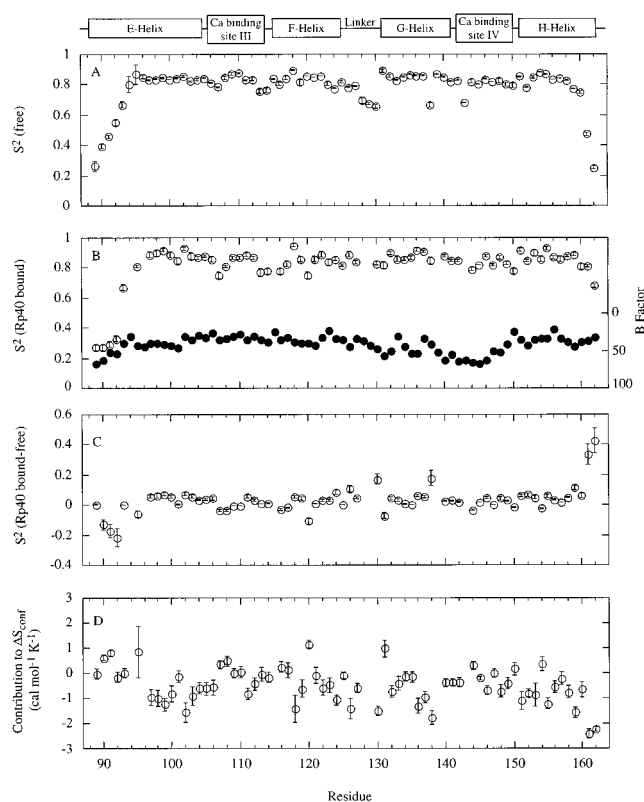 E-Helix
Ca binding
site III
F-Helix
Linker
G-Helix
Ca binding
site IV
H-Helix
A
S² (free)
1
0.8
0.6
0.4
0.2
0
B
S² (Rp40 bound)
1
0.8
0.6
0.4
0.2
0
0
50
100
B Factor
C
S² (Rp40 bound-free)
0.6
0.4
0.2
0
-0.2
-0.4
D
Contribution to ΔS_conf
(cal mol⁻¹ K⁻¹)
3
2
1
0
-1
-2
-3
90 100 110 120 130 140 150 160
Residue